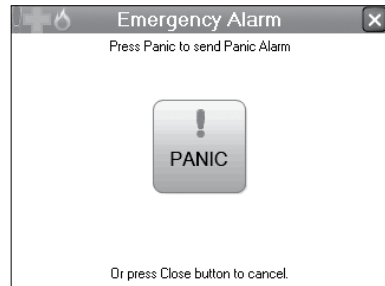 Emergency Alarm
Press Panic to send Panic Alarm
!
PANIC
Or press Close button to cancel.